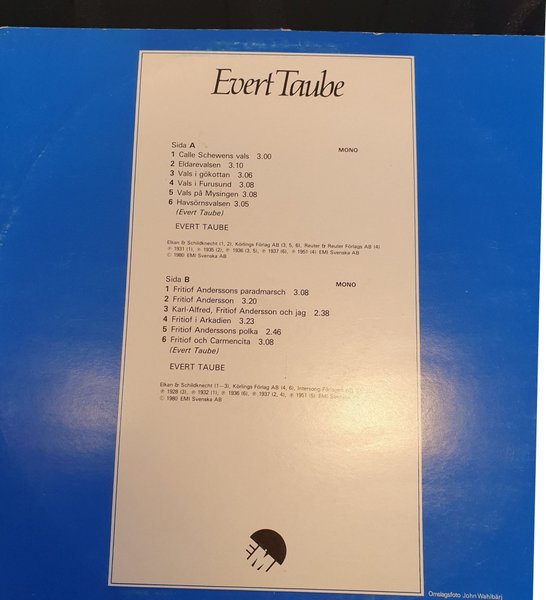 Evert Taube
Sida A
MONO
1 Calle Schewens vals 3.00
2 Eldarevalsen 3.10
3 Vals i gökottan 3.06
4 Vals i Furusund 3.08
5 Vals på Mysingen 3.08
6 Havsörnsvalsen 3.05
(Evert Taube)
EVERT TAUBE
Elkan & Schildknecht (1, 2), Körlings Förlag AB (3, 5, 6), Reuter & Reuter Förlags AB (4)
℗ 1931 (1), ℗ 1935 (2), ℗ 1936 (3, 5), ℗ 1937 (6), ℗ 1951 (4) EMI Svenska AB
© 1980 EMI Svenska AB
Sida B
MONO
1 Fritiof Anderssons paradmarsch 3.08
2 Fritiof Andersson 3.20
3 Karl-Alfred, Fritiof Andersson och jag 2.38
4 Fritiof i Arkadien 3.23
5 Fritiof Anderssons polka 2.46
6 Fritiof och Carmencita 3.08
(Evert Taube)
EVERT TAUBE
Elkan & Schildknecht (1–3), Körlings Förlag AB (4, 6), Intersong-Förlagen
℗ 1928 (3), ℗ 1932 (1), ℗ 1936 (6), ℗ 1937 (2, 4), ℗ 1951 (5) EMI Svenska
© 1980 EMI Svenska AB
EMI
Omslagsfoto John Wahlbärj